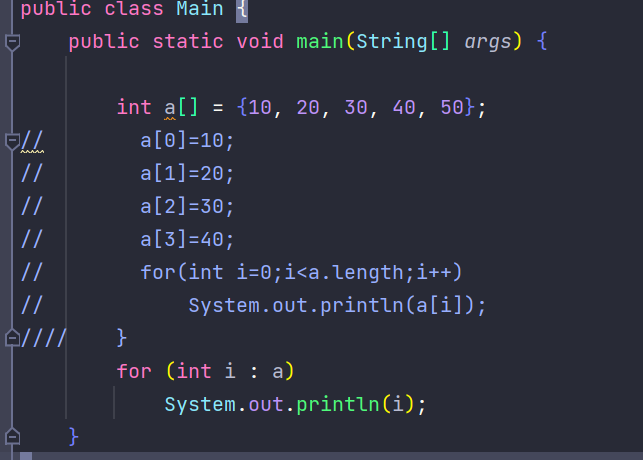 public class Main {
    public static void main(String[] args) {
        int a[] = {10, 20, 30, 40, 50};
//        a[0]=10;
//        a[1]=20;
//        a[2]=30;
//        a[3]=40;
//        for(int i=0;i<a.length;i++)
//            System.out.println(a[i]);
////    }
        for (int i : a)
            System.out.println(i);
    }